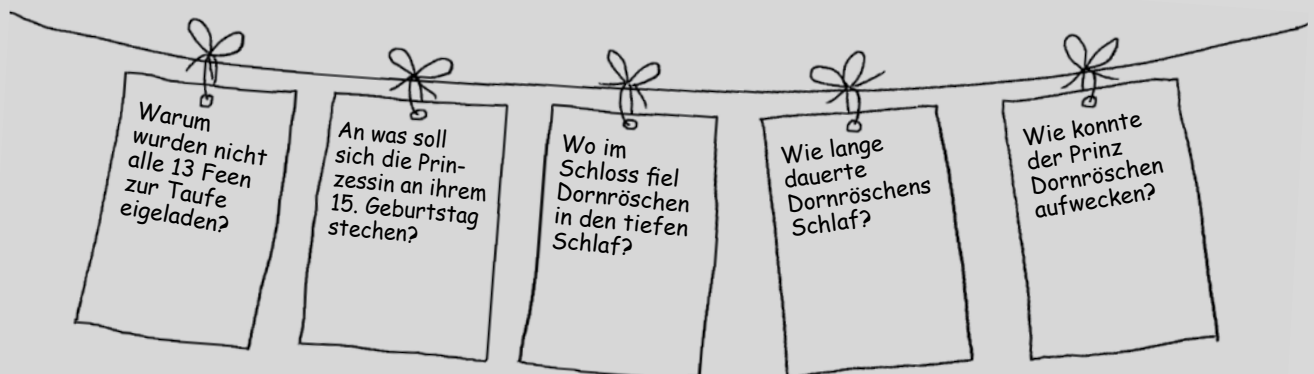 Warum
wurden nicht
alle 13 Feen
zur Taufe
eigeladen?
An was soll
sich die Prin-
zessin an ihrem
15. Geburtstag
stechen?
Wo im
Schloss fiel
Dornröschen
in den tiefen
Schlaf?
Wie lange
dauerte
Dornröschens
Schlaf?
Wie konnte
der Prinz
Dornröschen
aufwecken?